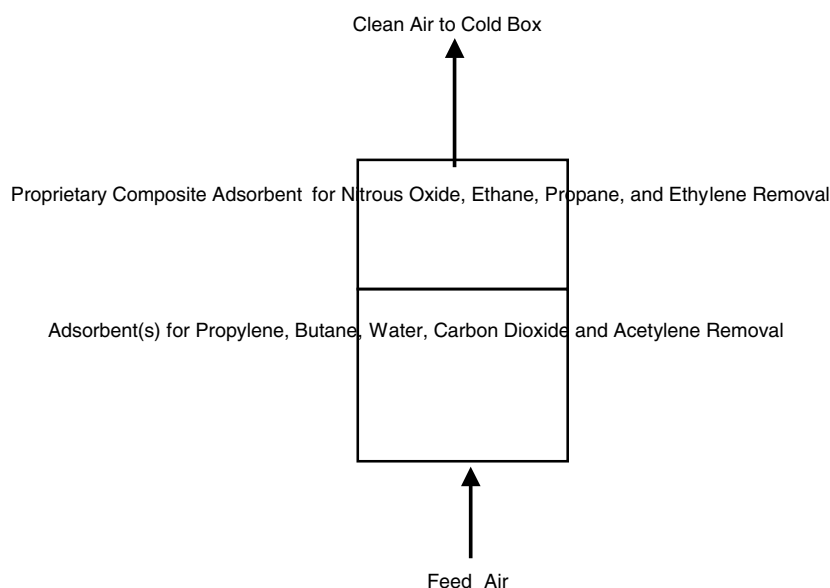 Clean Air to Cold Box
Proprietary Composite Adsorbent for Nitrous Oxide, Ethane, Propane, and Ethylene Removal
Adsorbent(s) for Propylene, Butane, Water, Carbon Dioxide and Acetylene Removal
Feed Air